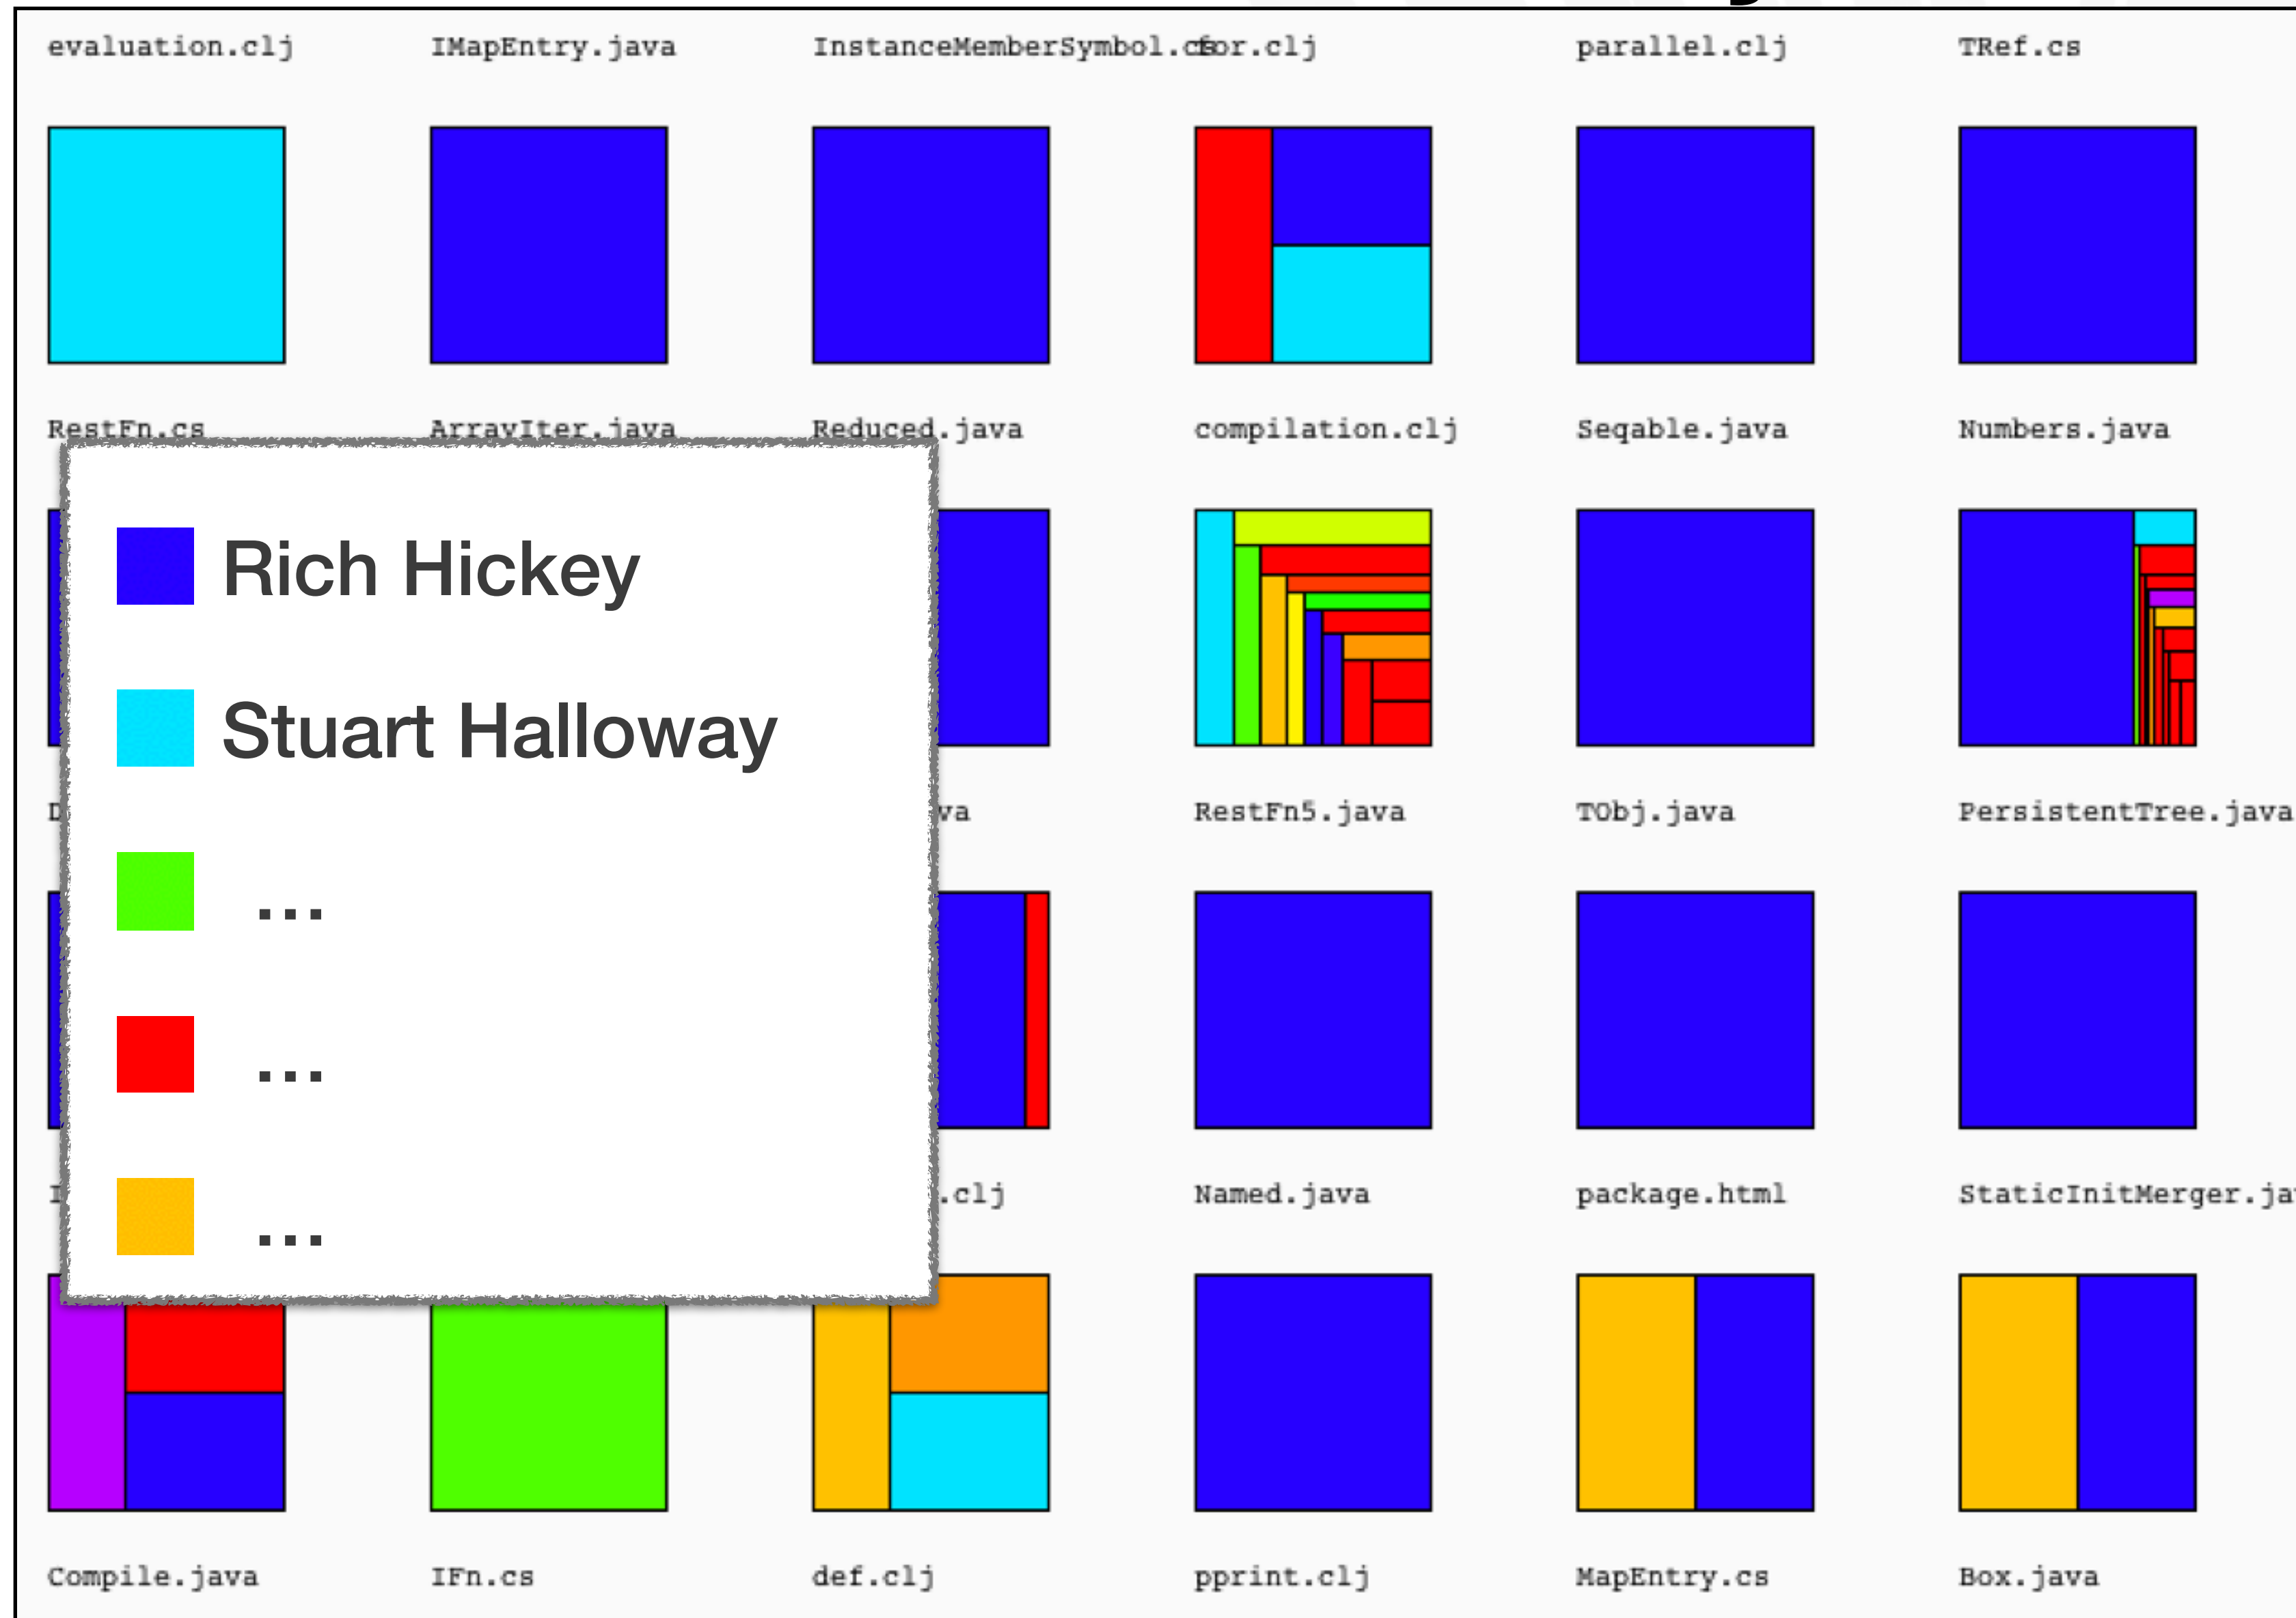 evaluation.clj IMapEntry.java InstanceMemberSymbol.cs for.clj parallel.clj TRef.cs
RestFn.cs ArrayIter.java Reduced.java compilation.clj Seqable.java Numbers.java
Rich Hickey
Stuart Halloway
...
...
...
va RestFn5.java TObj.java PersistentTree.java
.clj Named.java package.html StaticInitMerger.ja
Compile.java IFn.cs def.clj pprint.clj MapEntry.cs Box.java